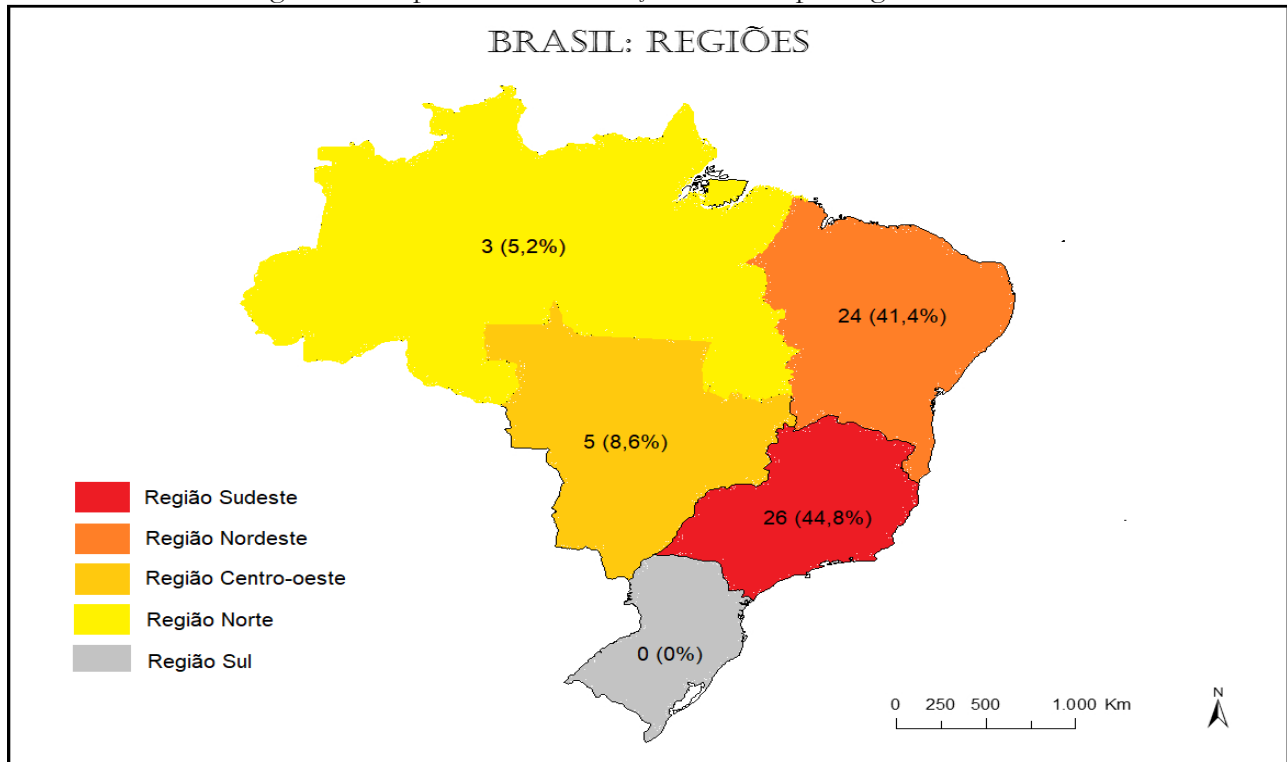 BRASIL: REGIÕES
3 (5,2%)
24 (41,4%)
5 (8,6%)
26 (44,8%)
0 (0%)
Região Sudeste
Região Nordeste
Região Centro-oeste
Região Norte
Região Sul
0 250 500 1.000 Km
N